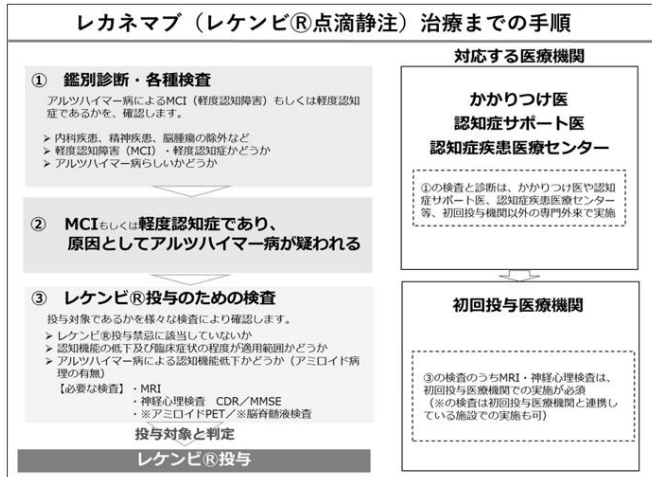 レカネマブ（レケンビⓇ点滴静注）治療までの手順
① 鑑別診断・各種検査
アルツハイマー病によるMCI（軽度認知障害）もしくは軽度認知
症であるかを、確認します。
➢ 内科疾患、精神疾患、脳腫瘍の除外など
➢ 軽度認知障害（MCI）・軽度認知症かどうか
➢ アルツハイマー病らしいかどうか
② MCIもしくは軽度認知症であり、
原因としてアルツハイマー病が疑われる
③ レケンビⓇ投与のための検査
投与対象であるかを様々な検査により確認します。
➢ レケンビⓇ投与禁忌に該当していないか
➢ 認知機能の低下及び臨床症状の程度が適用範囲かどうか
➢ アルツハイマー病による認知機能低下かどうか（アミロイド病
理の有無）
【必要な検査】・MRI
・神経心理検査 CDR／MMSE
・※アミロイドPET／※脳脊髄液検査
投与対象と判定
レケンビⓇ投与
対応する医療機関
かかりつけ医
認知症サポート医
認知症疾患医療センター
①の検査と診断は、かかりつけ医や認知
症サポート医、認知症疾患医療センター
等、初回投与機関以外の専門外来で実施
初回投与医療機関
③の検査のうちMRI・神経心理検査は、
初回投与医療機関での実施が必須
（※の検査は初回投与医療機関と連携し
ている施設での実施も可）